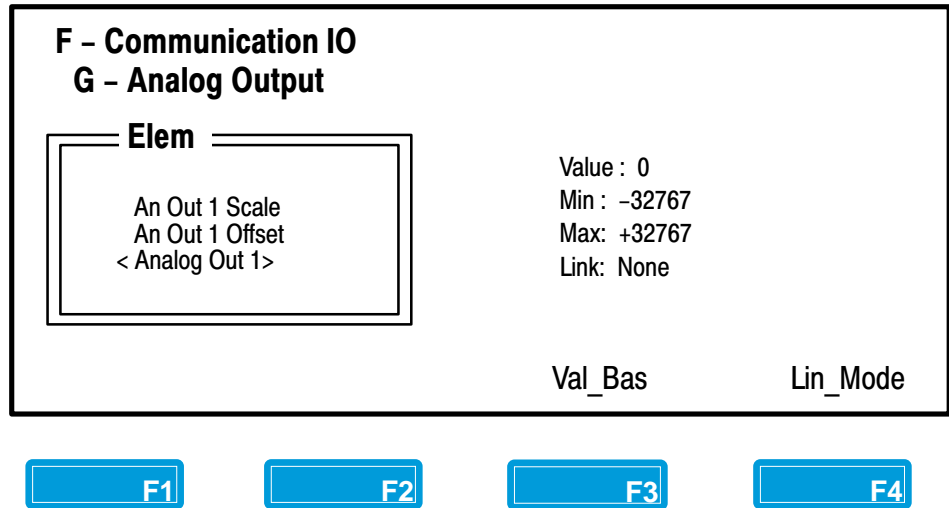 F – Communication IO
G – Analog Output
Elem
An Out 1 Scale
An Out 1 Offset
< Analog Out 1>
Value : 0
Min : –32767
Max: +32767
Link: None
Val_Bas Lin_Mode
F1 F2 F3 F4